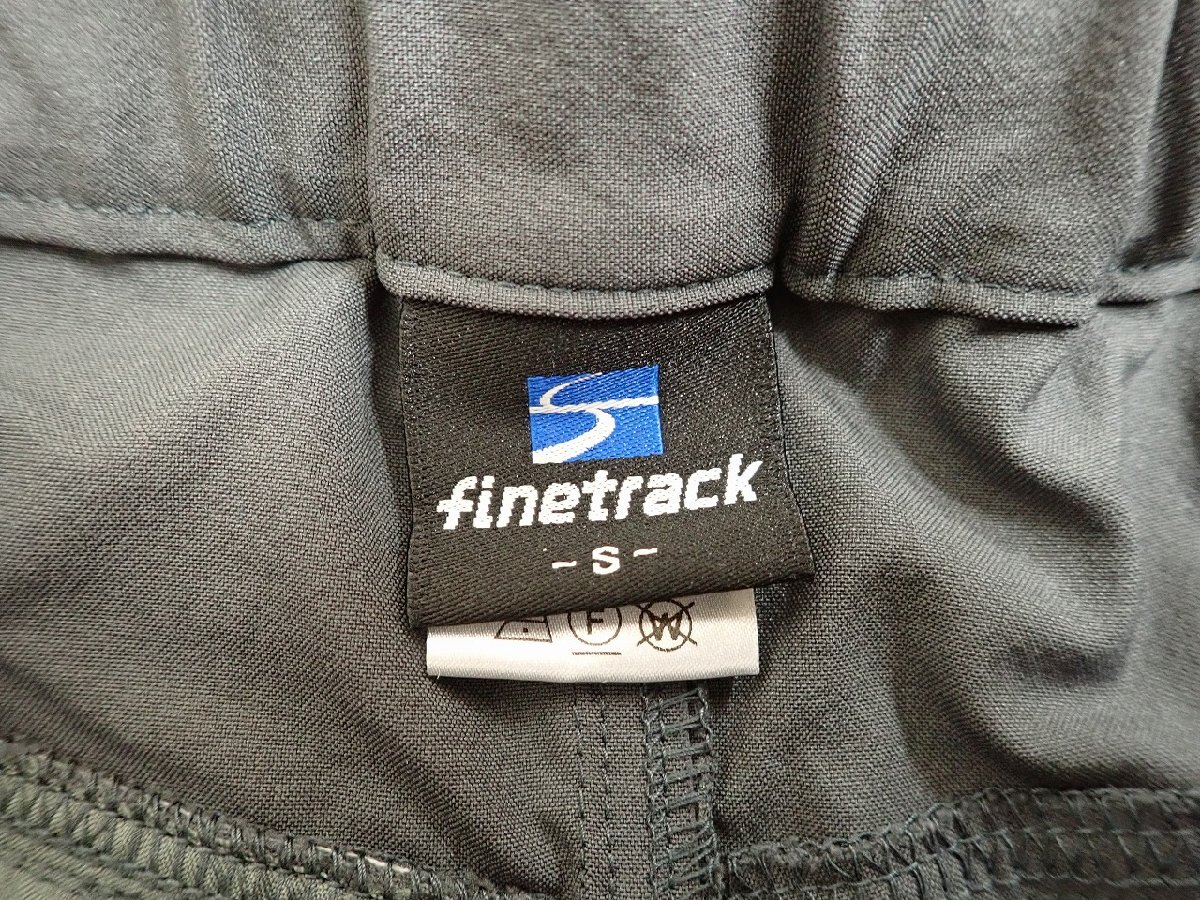 finetrack
- S -
F W